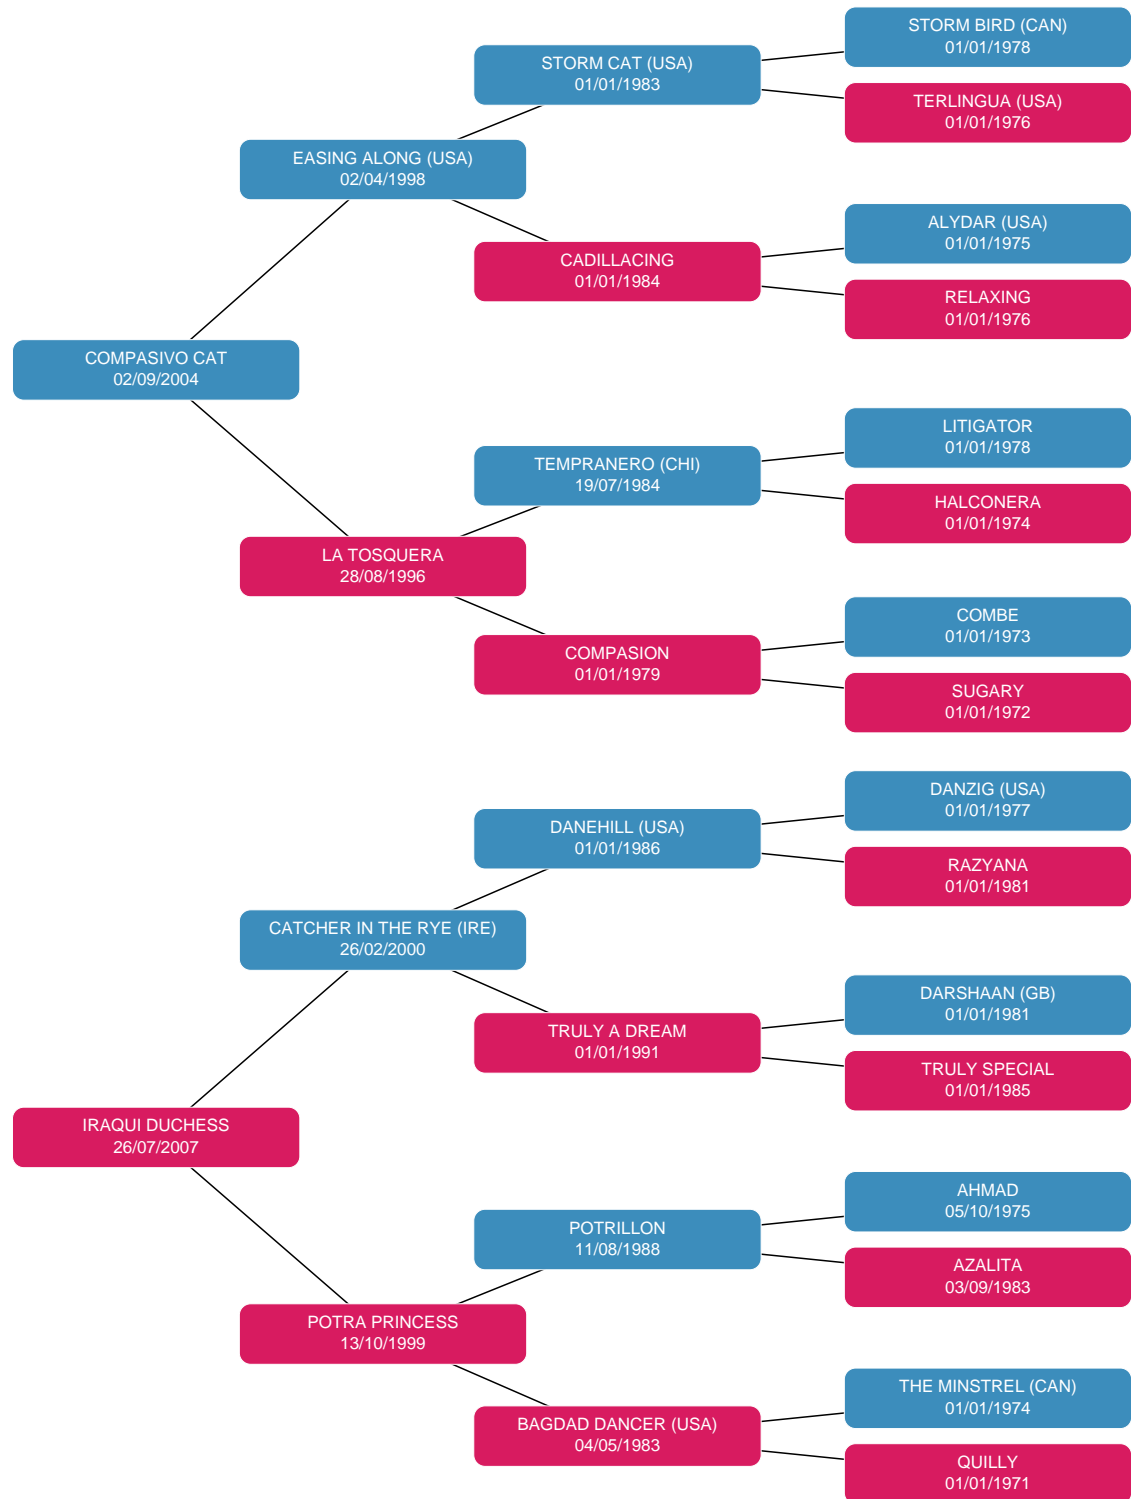 STORM BIRD (CAN)
01/01/1978
STORM CAT (USA)
01/01/1983
TERLINGUA (USA)
01/01/1976
EASING ALONG (USA)
02/04/1998
ALYDAR (USA)
01/01/1975
CADILLACING
01/01/1984
RELAXING
01/01/1976
COMPASIVO CAT
02/09/2004
LITIGATOR
01/01/1978
TEMPRANERO (CHI)
19/07/1984
HALCONERA
01/01/1974
LA TOSQUERA
28/08/1996
COMBE
01/01/1973
COMPASION
01/01/1979
SUGARY
01/01/1972
DANZIG (USA)
01/01/1977
DANEHILL (USA)
01/01/1986
RAZYANA
01/01/1981
CATCHER IN THE RYE (IRE)
26/02/2000
DARSHAAN (GB)
01/01/1981
TRULY A DREAM
01/01/1991
TRULY SPECIAL
01/01/1985
IRAQUI DUCHESS
26/07/2007
AHMAD
05/10/1975
POTRILLON
11/08/1988
AZALITA
03/09/1983
POTRA PRINCESS
13/10/1999
THE MINSTREL (CAN)
01/01/1974
BAGDAD DANCER (USA)
04/05/1983
QUILLY
01/01/1971